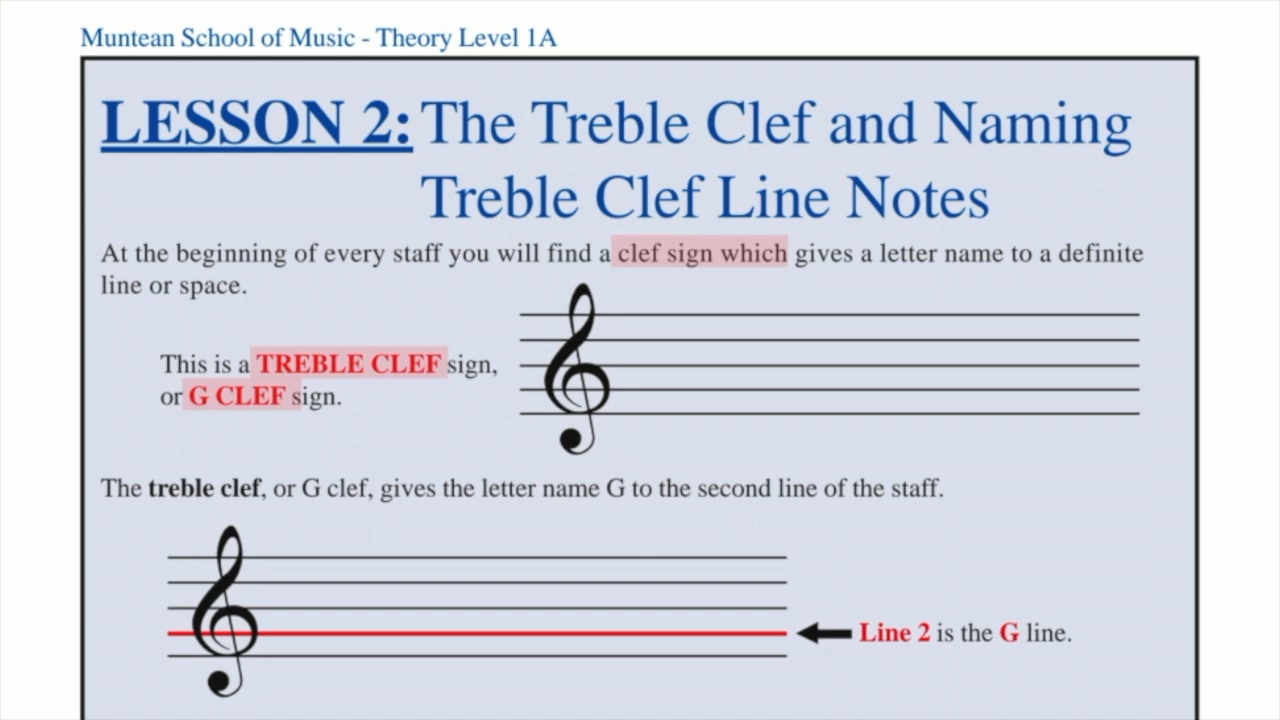 Muntean School of Music - Theory Level 1A
LESSON 2: The Treble Clef and Naming
Treble Clef Line Notes
At the beginning of every staff you will find a clef sign which gives a letter name to a definite
line or space.
This is a TREBLE CLEF sign,
or G CLEF sign.
The treble clef, or G clef, gives the letter name G to the second line of the staff.
Line 2 is the G line.